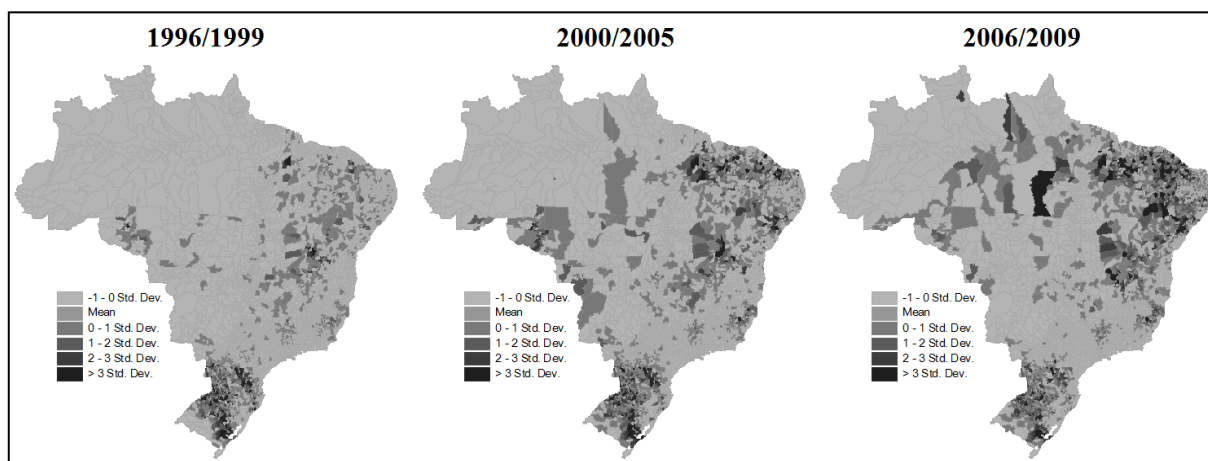 1996/1999
2000/2005
2006/2009
-1 - 0 Std. Dev.
Mean
0 - 1 Std. Dev.
1 - 2 Std. Dev.
2 - 3 Std. Dev.
> 3 Std. Dev.
-1 - 0 Std. Dev.
Mean
0 - 1 Std. Dev.
1 - 2 Std. Dev.
2 - 3 Std. Dev.
> 3 Std. Dev.
-1 - 0 Std. Dev.
Mean
0 - 1 Std. Dev.
1 - 2 Std. Dev.
2 - 3 Std. Dev.
> 3 Std. Dev.